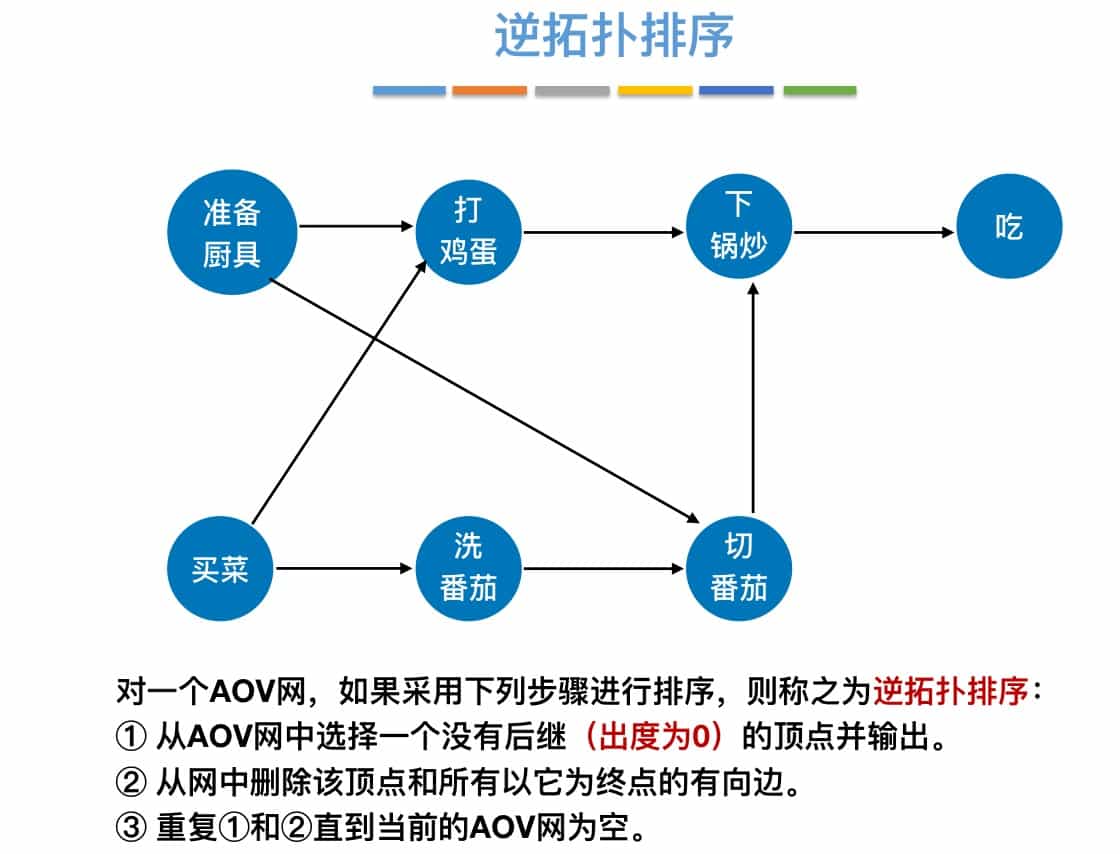 逆拓扑排序
准备
厨具
打
鸡蛋
下
锅炒
吃
买菜
洗
番茄
切
番茄
对一个AOV网，如果采用下列步骤进行排序，则称之为逆拓扑排序：
① 从AOV网中选择一个没有后继（出度为0）的顶点并输出。
② 从网中删除该顶点和所有以它为终点的有向边。
③ 重复①和②直到当前的AOV网为空。